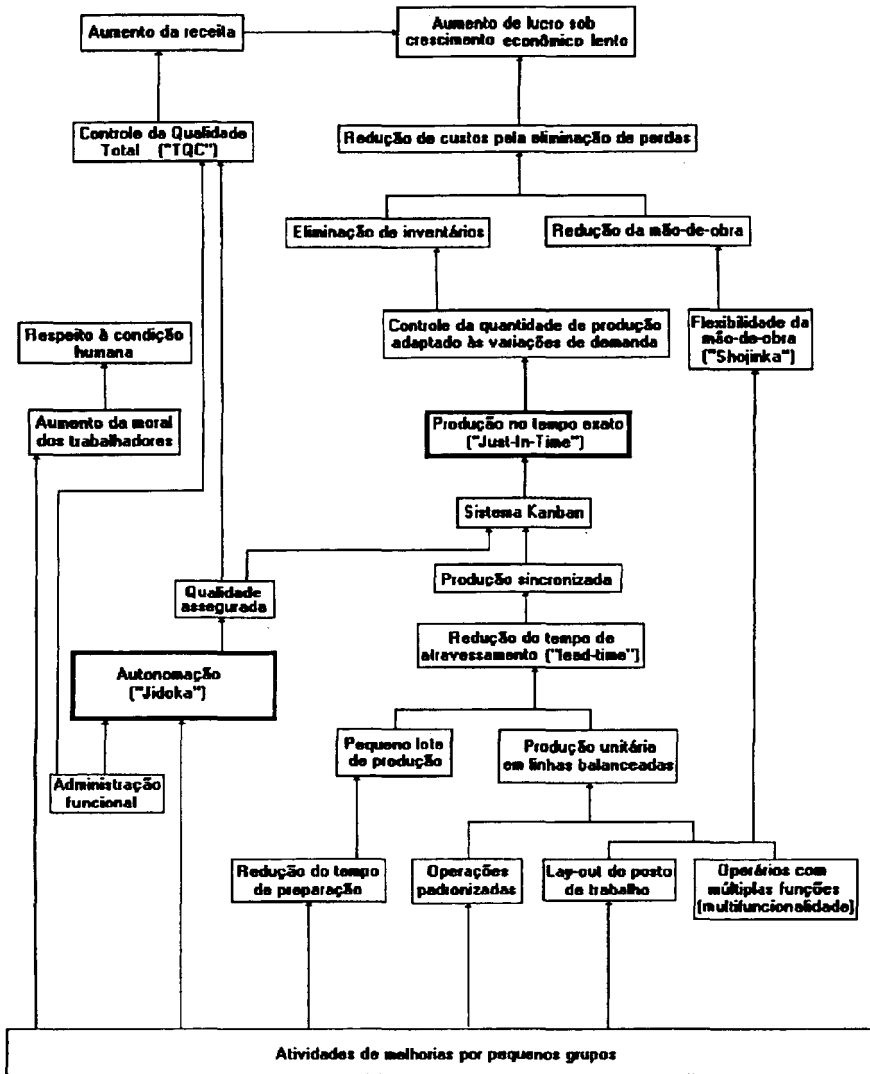 Aumento da receita
Aumento de lucro sob
crescimento econômico lento
Controle da Qualidade
Total ("TQC")
Redução de custos pela eliminação de perdas
Eliminação de inventários
Redução da mão-de-obra
Respeito à condição
humana
Controle da quantidade de produção
adaptado às variações de demanda
Flexibilidade da
mão-de-obra
("Shojinka")
Aumento da moral
dos trabalhadores
Produção no tempo exato
("Just-In-Time")
Sistema Kanban
Qualidade
assegurada
Produção sincronizada
Redução do tempo de
atravessamento ("lead-time")
Autonomação
("Jidoka")
Pequeno lote
de produção
Produção unitária
em linhas balanceadas
Administração
funcional
Redução do tempo
de preparação
Operações
padronizadas
Lay-out do posto
de trabalho
Operários com
múltiplas funções
(multifuncionalidade)
Atividades de melhorias por pequenos grupos